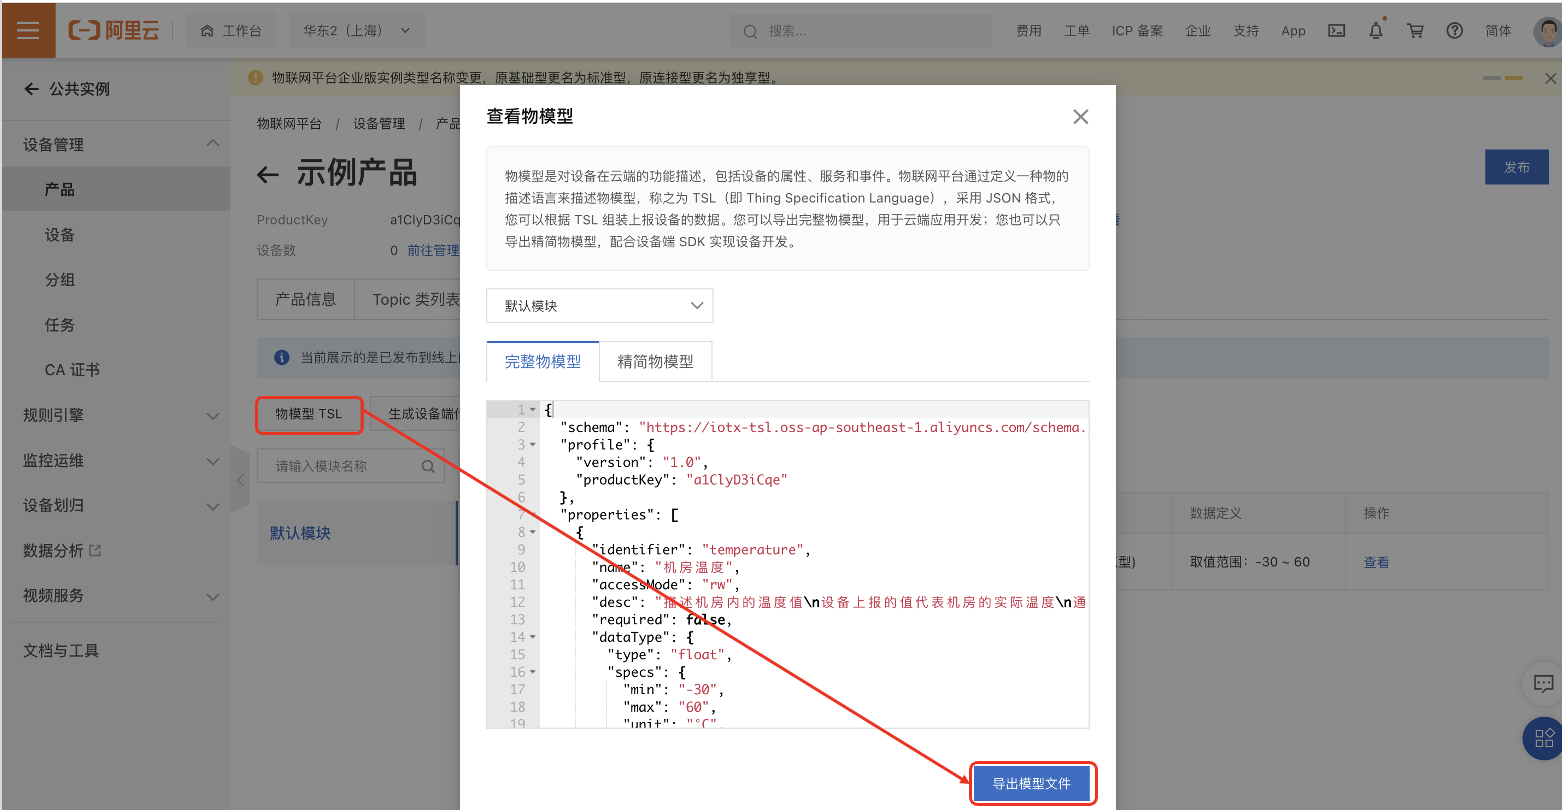 阿里云
工作台
华东2（上海）
搜索...
费用
工单
ICP 备案
企业
支持
App
简体
公共实例
物联网平台企业版实例类型名称变更，原基础型更名为标准型，原连接型更名为独享型。
设备管理
产品
设备
分组
任务
CA 证书
规则引擎
监控运维
设备划归
数据分析
视频服务
文档与工具
物联网平台 / 设备管理 / 产品
示例产品
发布
ProductKey a1ClyD3iCq
设备数 0 前往管理
产品信息
Topic 类列表
当前展示的是已发布到线上
物模型 TSL
生成设备端
请输入模块名称
默认模块
数据定义
操作
型)
取值范围：-30 ~ 60
查看
查看物模型
物模型是对设备在云端的功能描述，包括设备的属性、服务和事件。物联网平台通过定义一种物的
描述语言来描述物模型，称之为 TSL（即 Thing Specification Language），采用 JSON 格式，
您可以根据 TSL 组装上报设备的数据。您可以导出完整物模型，用于云端应用开发；您也可以只
导出精简物模型，配合设备端 SDK 实现设备开发。
默认模块
完整物模型
精简物模型
1 {
2 "schema": "https://iotx-tsl.oss-ap-southeast-1.aliyuncs.com/schema.
3 "profile": {
4 "version": "1.0",
5 "productKey": "a1ClyD3iCqe"
6 },
7 "properties": [
8 {
9 "identifier": "temperature",
10 "name": "机房温度",
11 "accessMode": "rw",
12 "desc": "描述机房内的温度值\n设备上报的值代表机房的实际温度\n通
13 "required": false,
14 "dataType": {
15 "type": "float",
16 "specs": {
17 "min": "-30",
18 "max": "60",
19 "unit": "°C",
导出模型文件